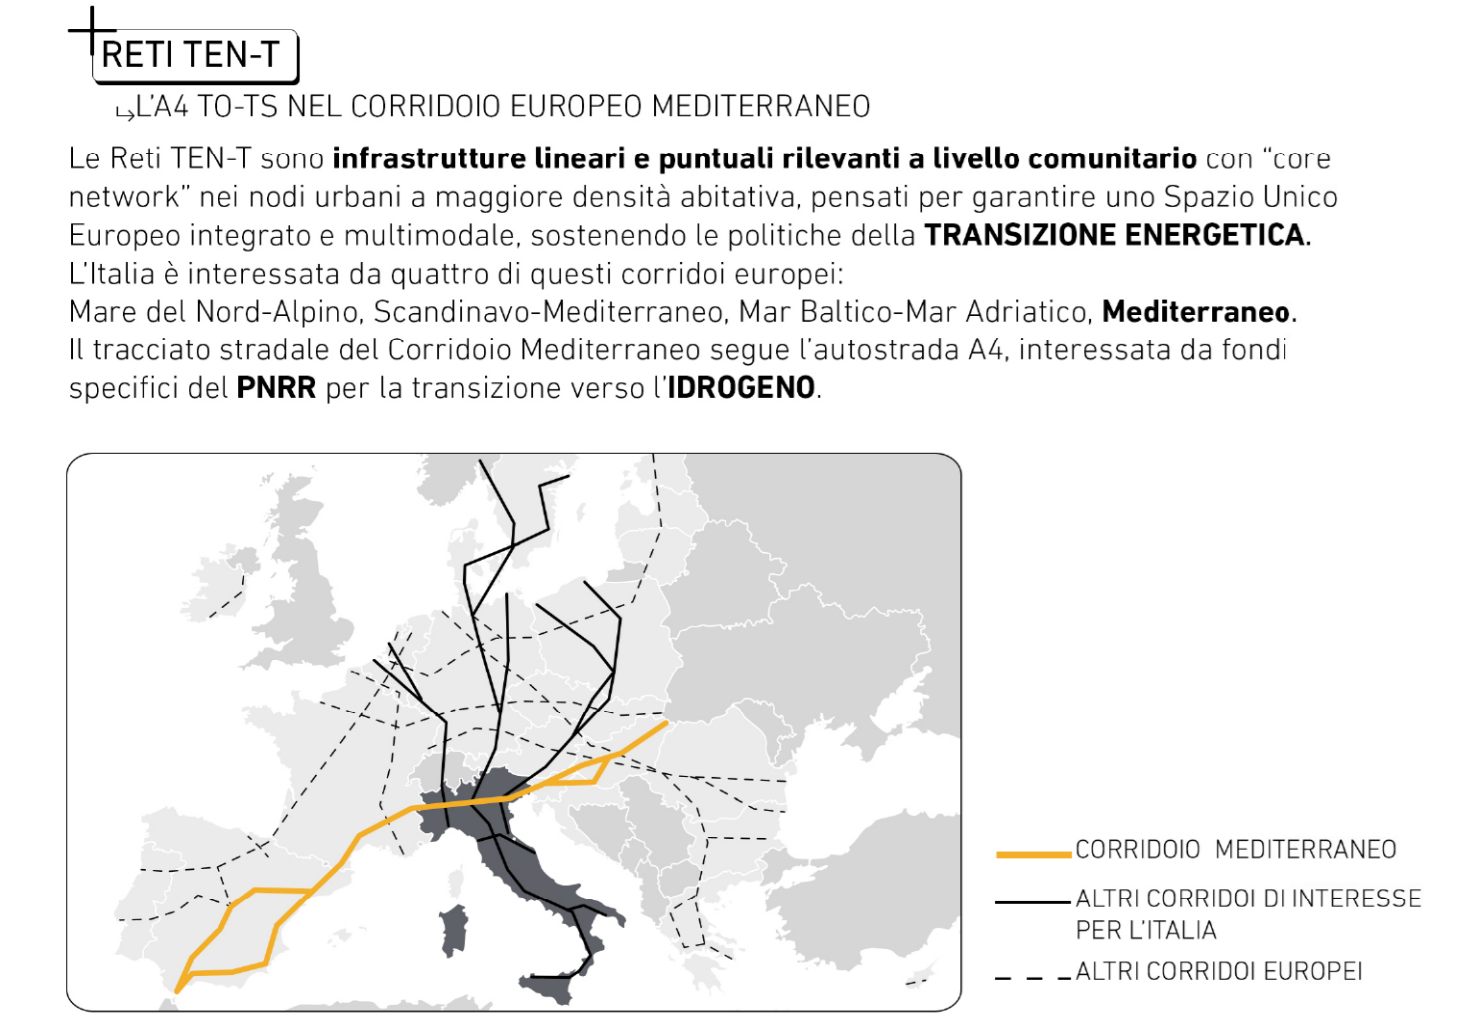 RETI TEN-T
L'A4 TO-TS NEL CORRIDOIO EUROPEO MEDITERRANEO
Le Reti TEN-T sono infrastrutture lineari e puntuali rilevanti a livello comunitario con “core
network” nei nodi urbani a maggiore densità abitativa, pensati per garantire uno Spazio Unico
Europeo integrato e multimodale, sostenendo le politiche della TRANSIZIONE ENERGETICA.
L'Italia è interessata da quattro di questi corridoi europei:
Mare del Nord-Alpino, Scandinavo-Mediterraneo, Mar Baltico-Mar Adriatico, Mediterraneo.
Il tracciato stradale del Corridoio Mediterraneo segue l'autostrada A4, interessata da fondi
specifici del PNRR per la transizione verso l'IDROGENO.
CORRIDOIO MEDITERRANEO
ALTRI CORRIDOI DI INTERESSE
PER L'ITALIA
ALTRI CORRIDOI EUROPEI